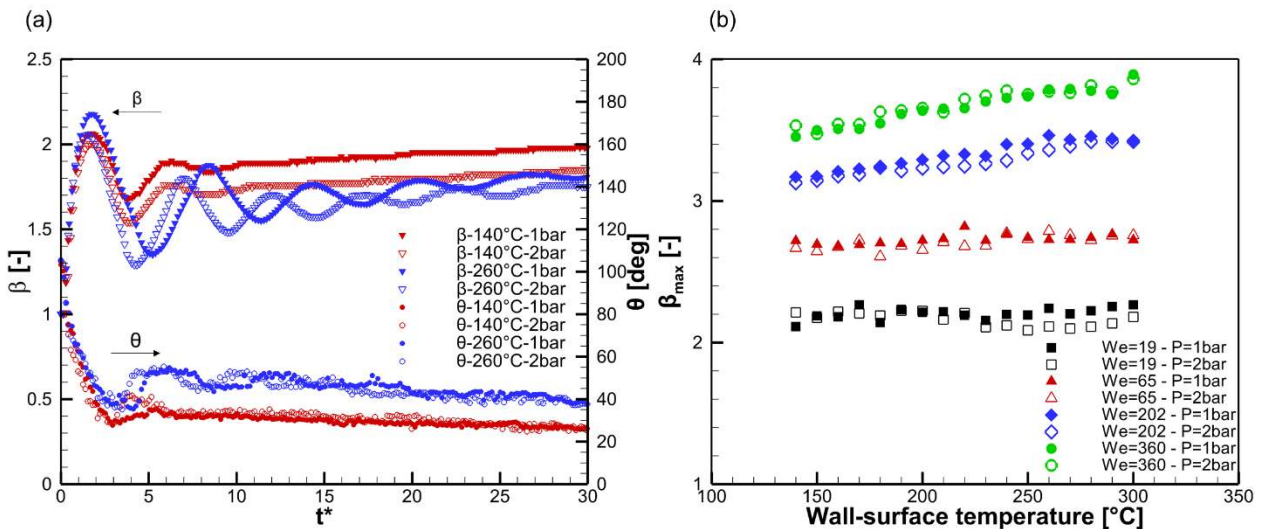 (a)
β [-]
2.5
2
1.5
1
0.5
0
0
5
10
15
20
25
30
t*
200
180
160
140
120
100
80
60
40
20
0
θ [deg]
β
θ
β-140°C-1bar
β-140°C-2bar
β-260°C-1bar
β-260°C-2bar
θ-140°C-1bar
θ-140°C-2bar
θ-260°C-1bar
θ-260°C-2bar
(b)
βmax [-]
4
3
2
1
100
150
200
250
300
350
Wall-surface temperature [°C]
We=19 - P=1bar
We=19 - P=2bar
We=65 - P=1bar
We=65 - P=2bar
We=202 - P=1bar
We=202 - P=2bar
We=360 - P=1bar
We=360 - P=2bar